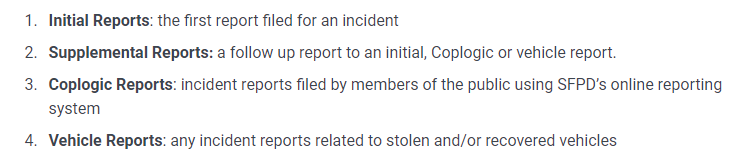 1. Initial Reports: the first report filed for an incident
2. Supplemental Reports: a follow up report to an initial, Coplogic or vehicle report.
3. Coplogic Reports: incident reports filed by members of the public using SFPD's online reporting
system
4. Vehicle Reports: any incident reports related to stolen and/or recovered vehicles